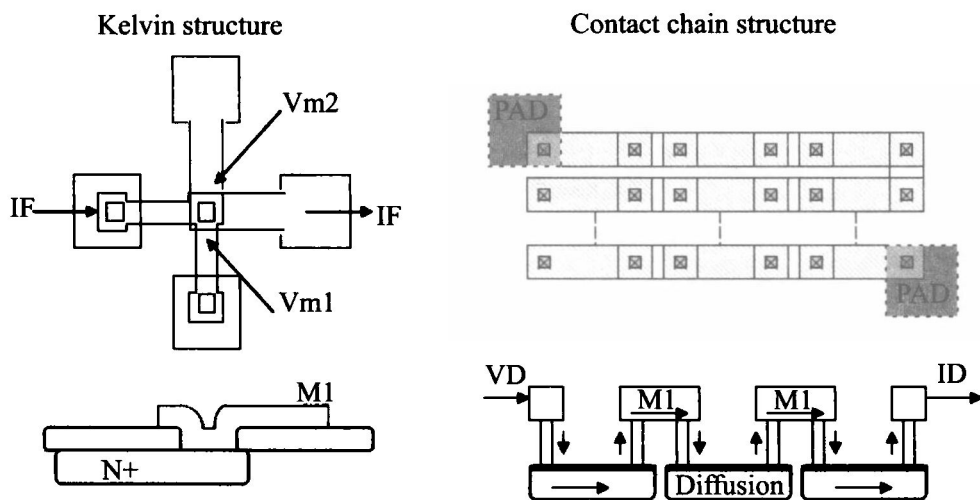 Kelvin structure
Vm2
IF
IF
Vm1
M1
N+
Contact chain structure
PAD
PAD
VD
ID
M1
M1
Diffusion